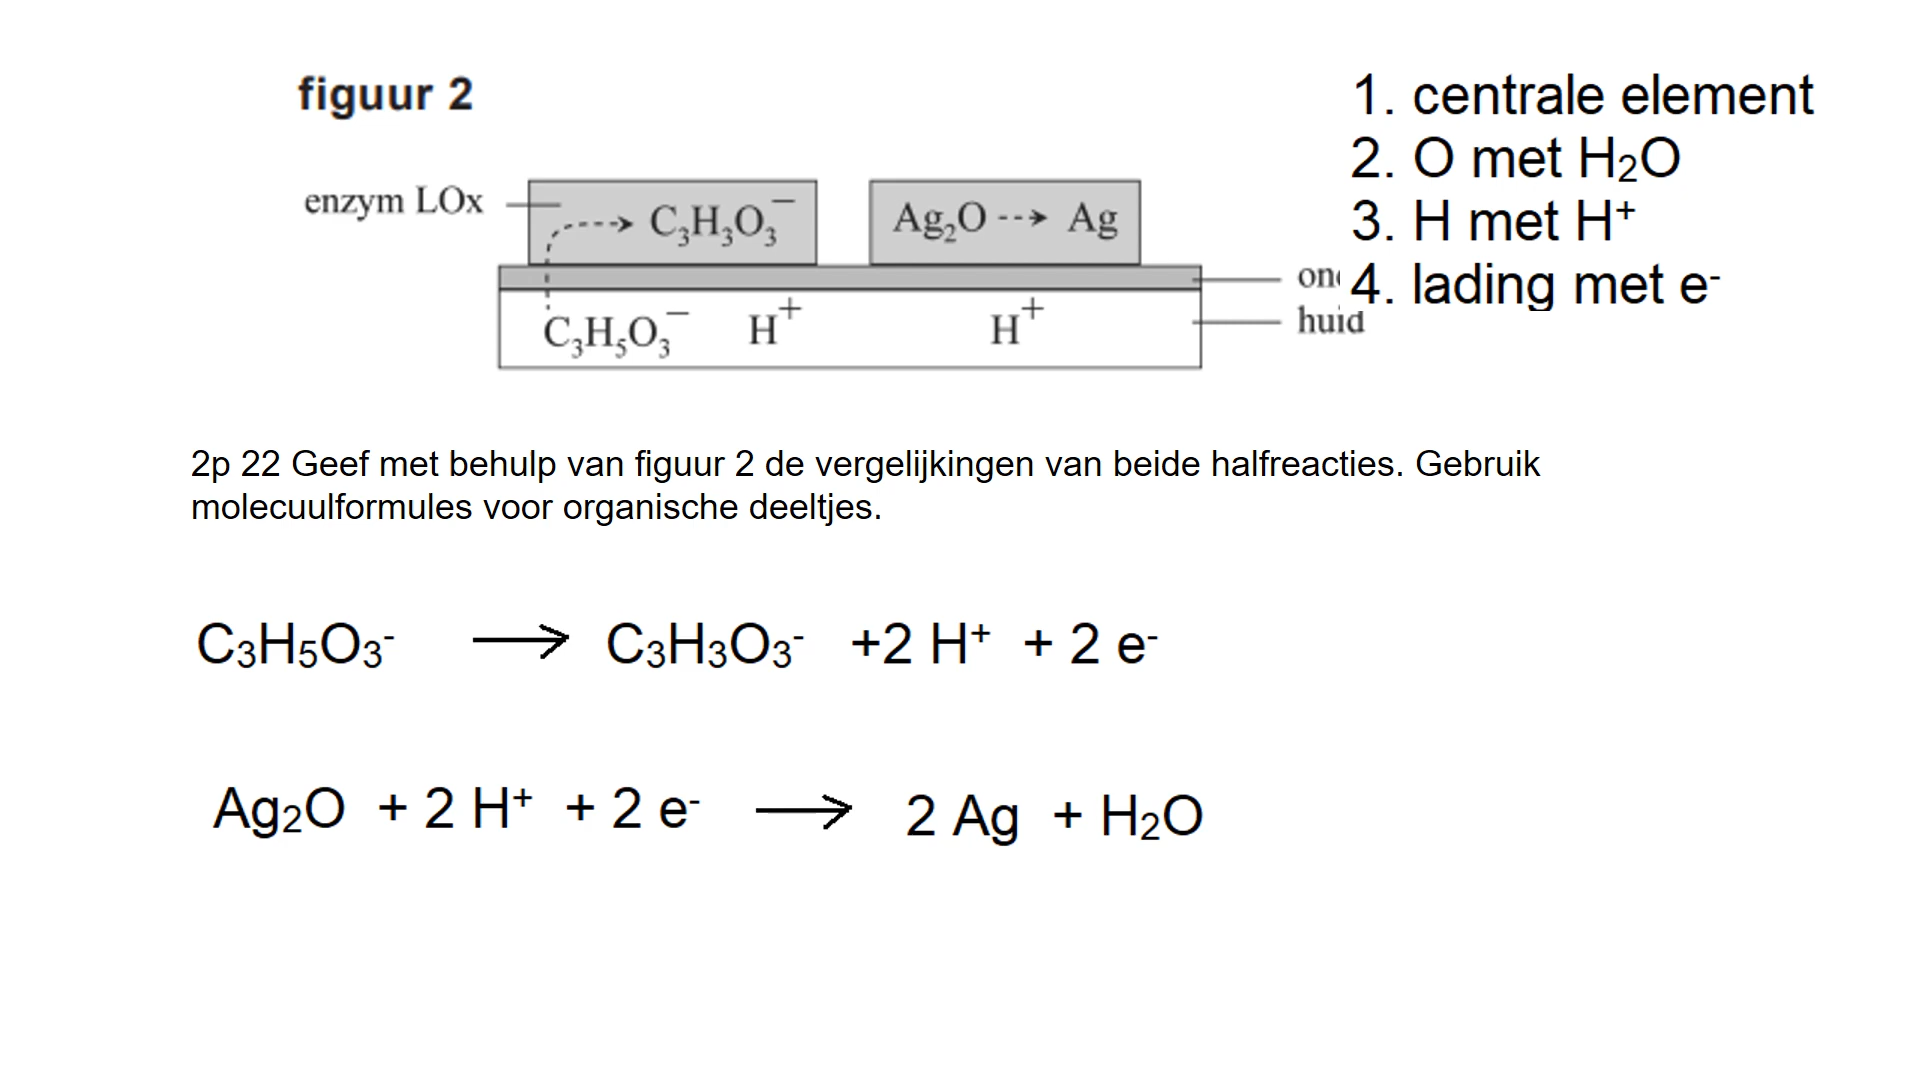 figuur 2
enzym LOx
C₃H₃O₃⁻
Ag₂O --➤ Ag
C₃H₅O₃⁻ H⁺ H⁺
huid
1. centrale element
2. O met H₂O
3. H met H⁺
4. lading met e⁻
2p 22 Geef met behulp van figuur 2 de vergelijkingen van beide halfreacties. Gebruik
molecuulformules voor organische deeltjes.
C₃H₅O₃⁻ ⟶ C₃H₃O₃⁻ +2 H⁺ + 2 e⁻
Ag₂O + 2 H⁺ + 2 e⁻ ⟶ 2 Ag + H₂O